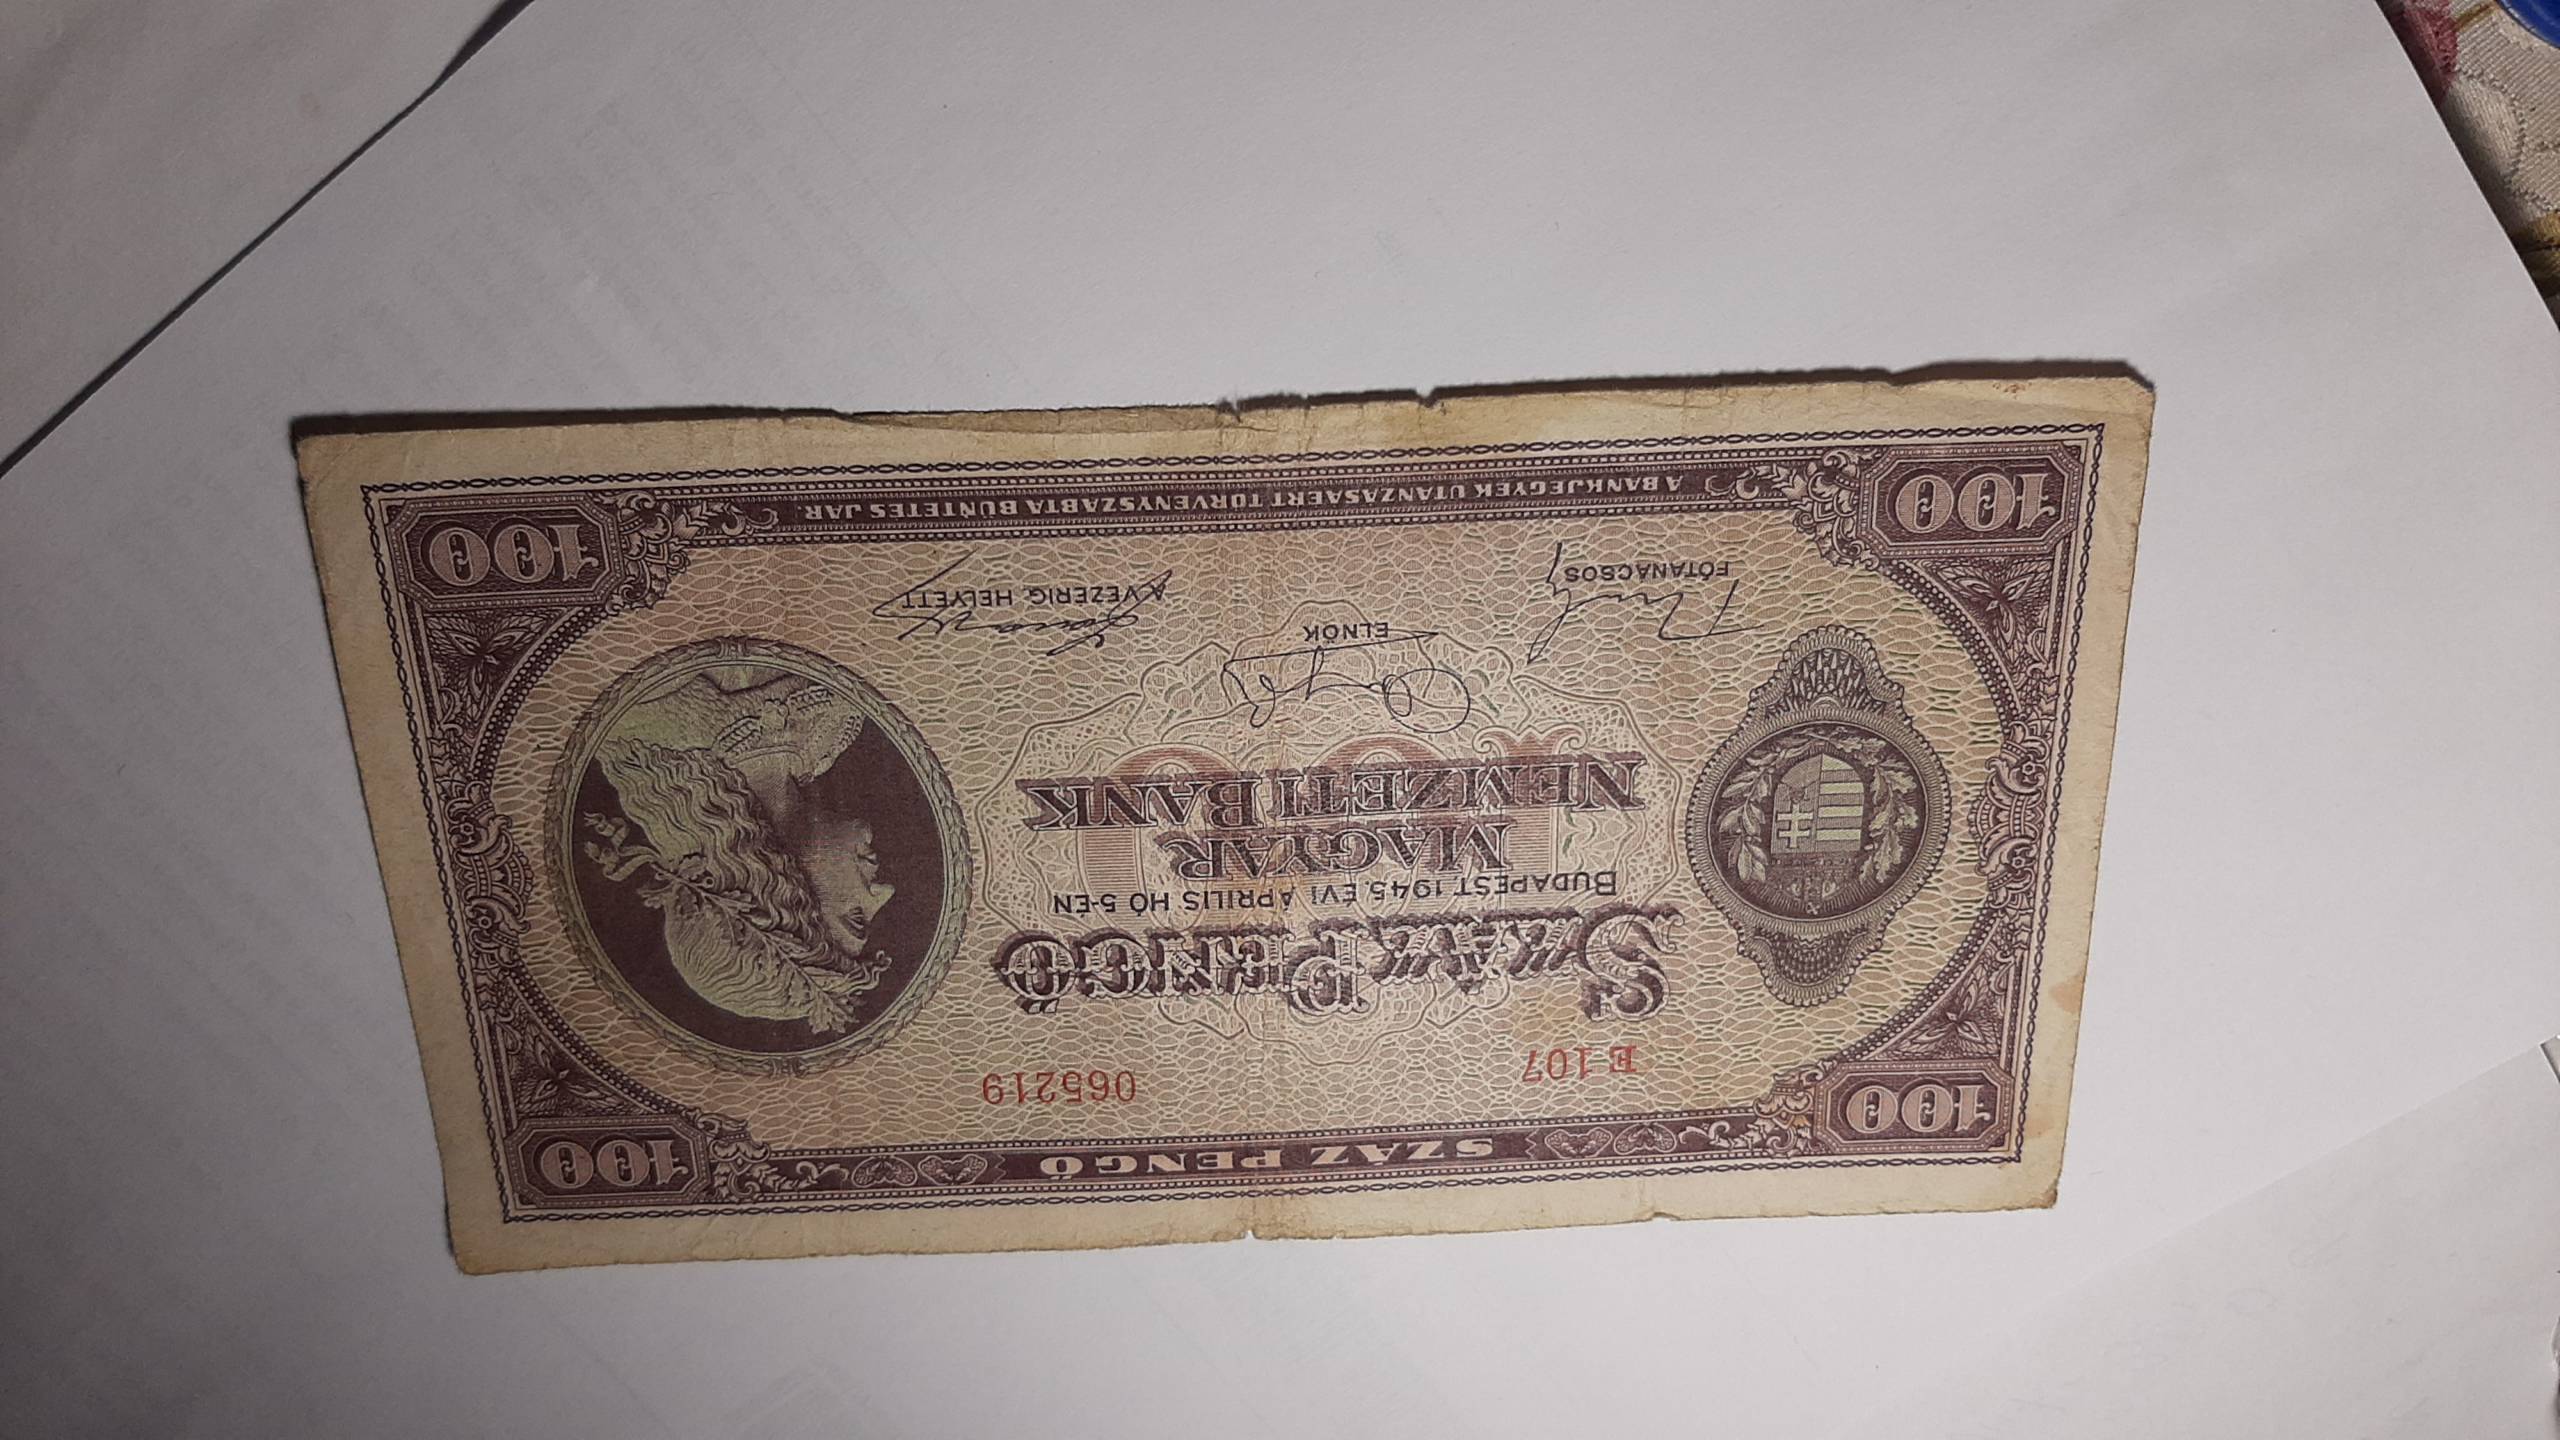 100 SZÁZ PENGŐ 100
E 107 065219
SZÁZ PENGŐ
BUDAPEST, 1945. ÉVI ÁPRILIS HÓ 5-ÉN
MAGYAR
NEMZETI BANK
100
ELNÖK
FŐTANÁCSOS A VEZÉRIG. HELYETT
100 A BANKJEGYEK UTÁNZÁSÁÉRT TÖRVÉNYSZABTA BÜNTETÉS JÁR. 100